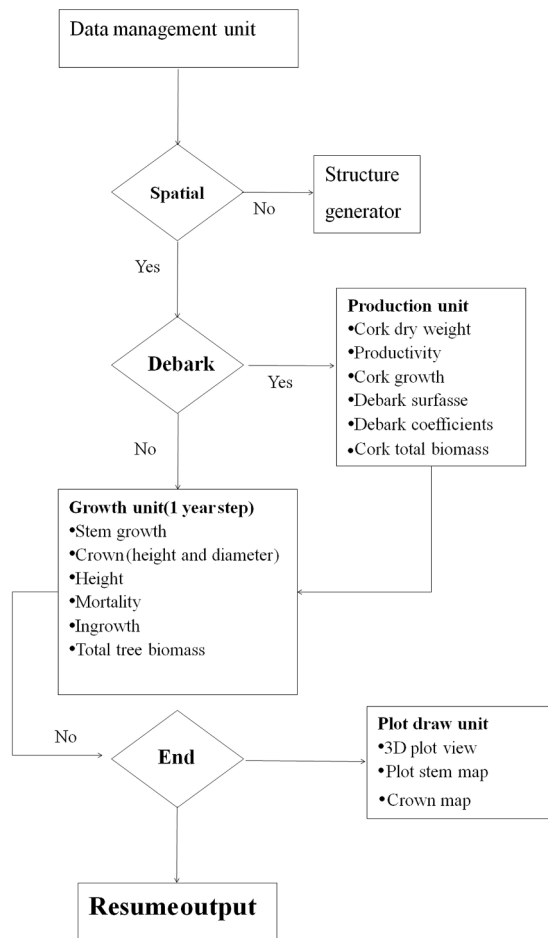 Data management unit
Spatial
No
Structure
generator
Yes
Debark
Yes
Production unit
•Cork dry weight
•Productivity
•Cork growth
•Debark surfasse
•Debark coefficients
•Cork total biomass
No
Growth unit(1 year step)
•Stem growth
•Crown (height and diameter)
•Height
•Mortality
•Ingrowth
•Total tree biomass
No
End
Plot draw unit
•3D plot view
•Plot stem map
•Crown map
Resume output